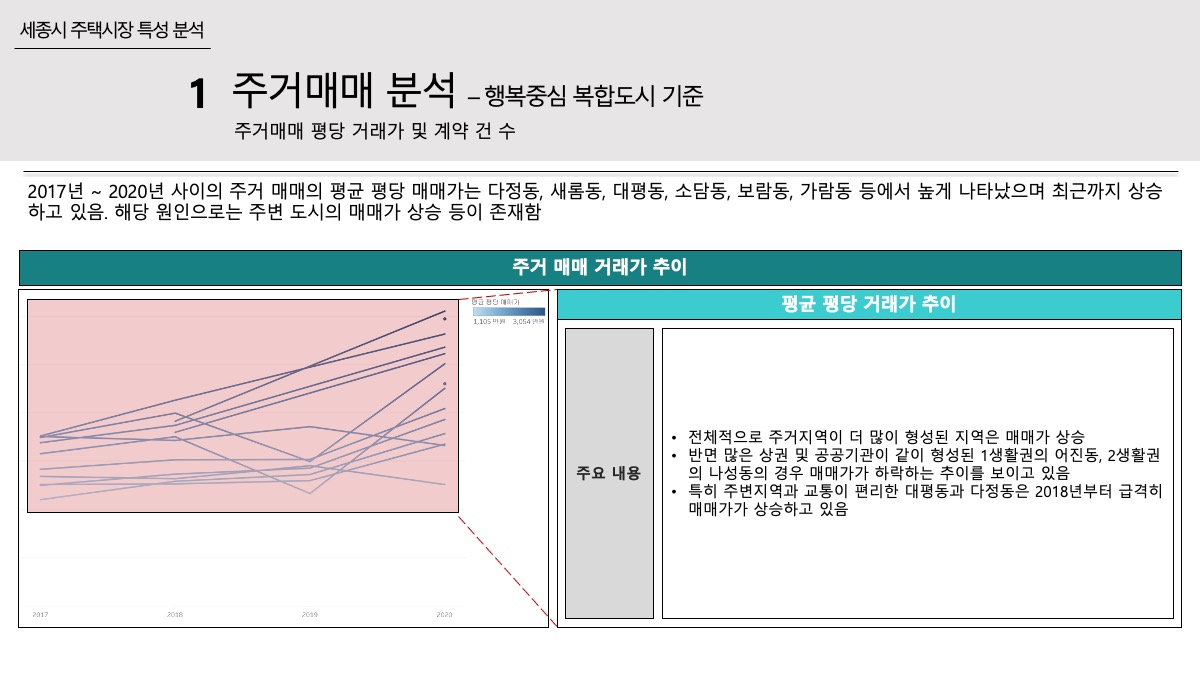 세종시 주택시장 특성 분석
1 주거매매 분석 – 행복중심 복합도시 기준
주거매매 평당 거래가 및 계약 건 수
2017년 ~ 2020년 사이의 주거 매매의 평균 평당 매매가는 다정동, 새롬동, 대평동, 소담동, 보람동, 가람동 등에서 높게 나타났으며 최근까지 상승
하고 있음. 해당 원인으로는 주변 도시의 매매가 상승 등이 존재함
주거 매매 거래가 추이
평균 평당 매매가
1,105 만원 3,054 만원
2017 2018 2019 2020
평균 평당 거래가 추이
주요 내용
• 전체적으로 주거지역이 더 많이 형성된 지역은 매매가 상승
• 반면 많은 상권 및 공공기관이 같이 형성된 1생활권의 어진동, 2생활권
의 나성동의 경우 매매가가 하락하는 추이를 보이고 있음
• 특히 주변지역과 교통이 편리한 대평동과 다정동은 2018년부터 급격히
매매가가 상승하고 있음